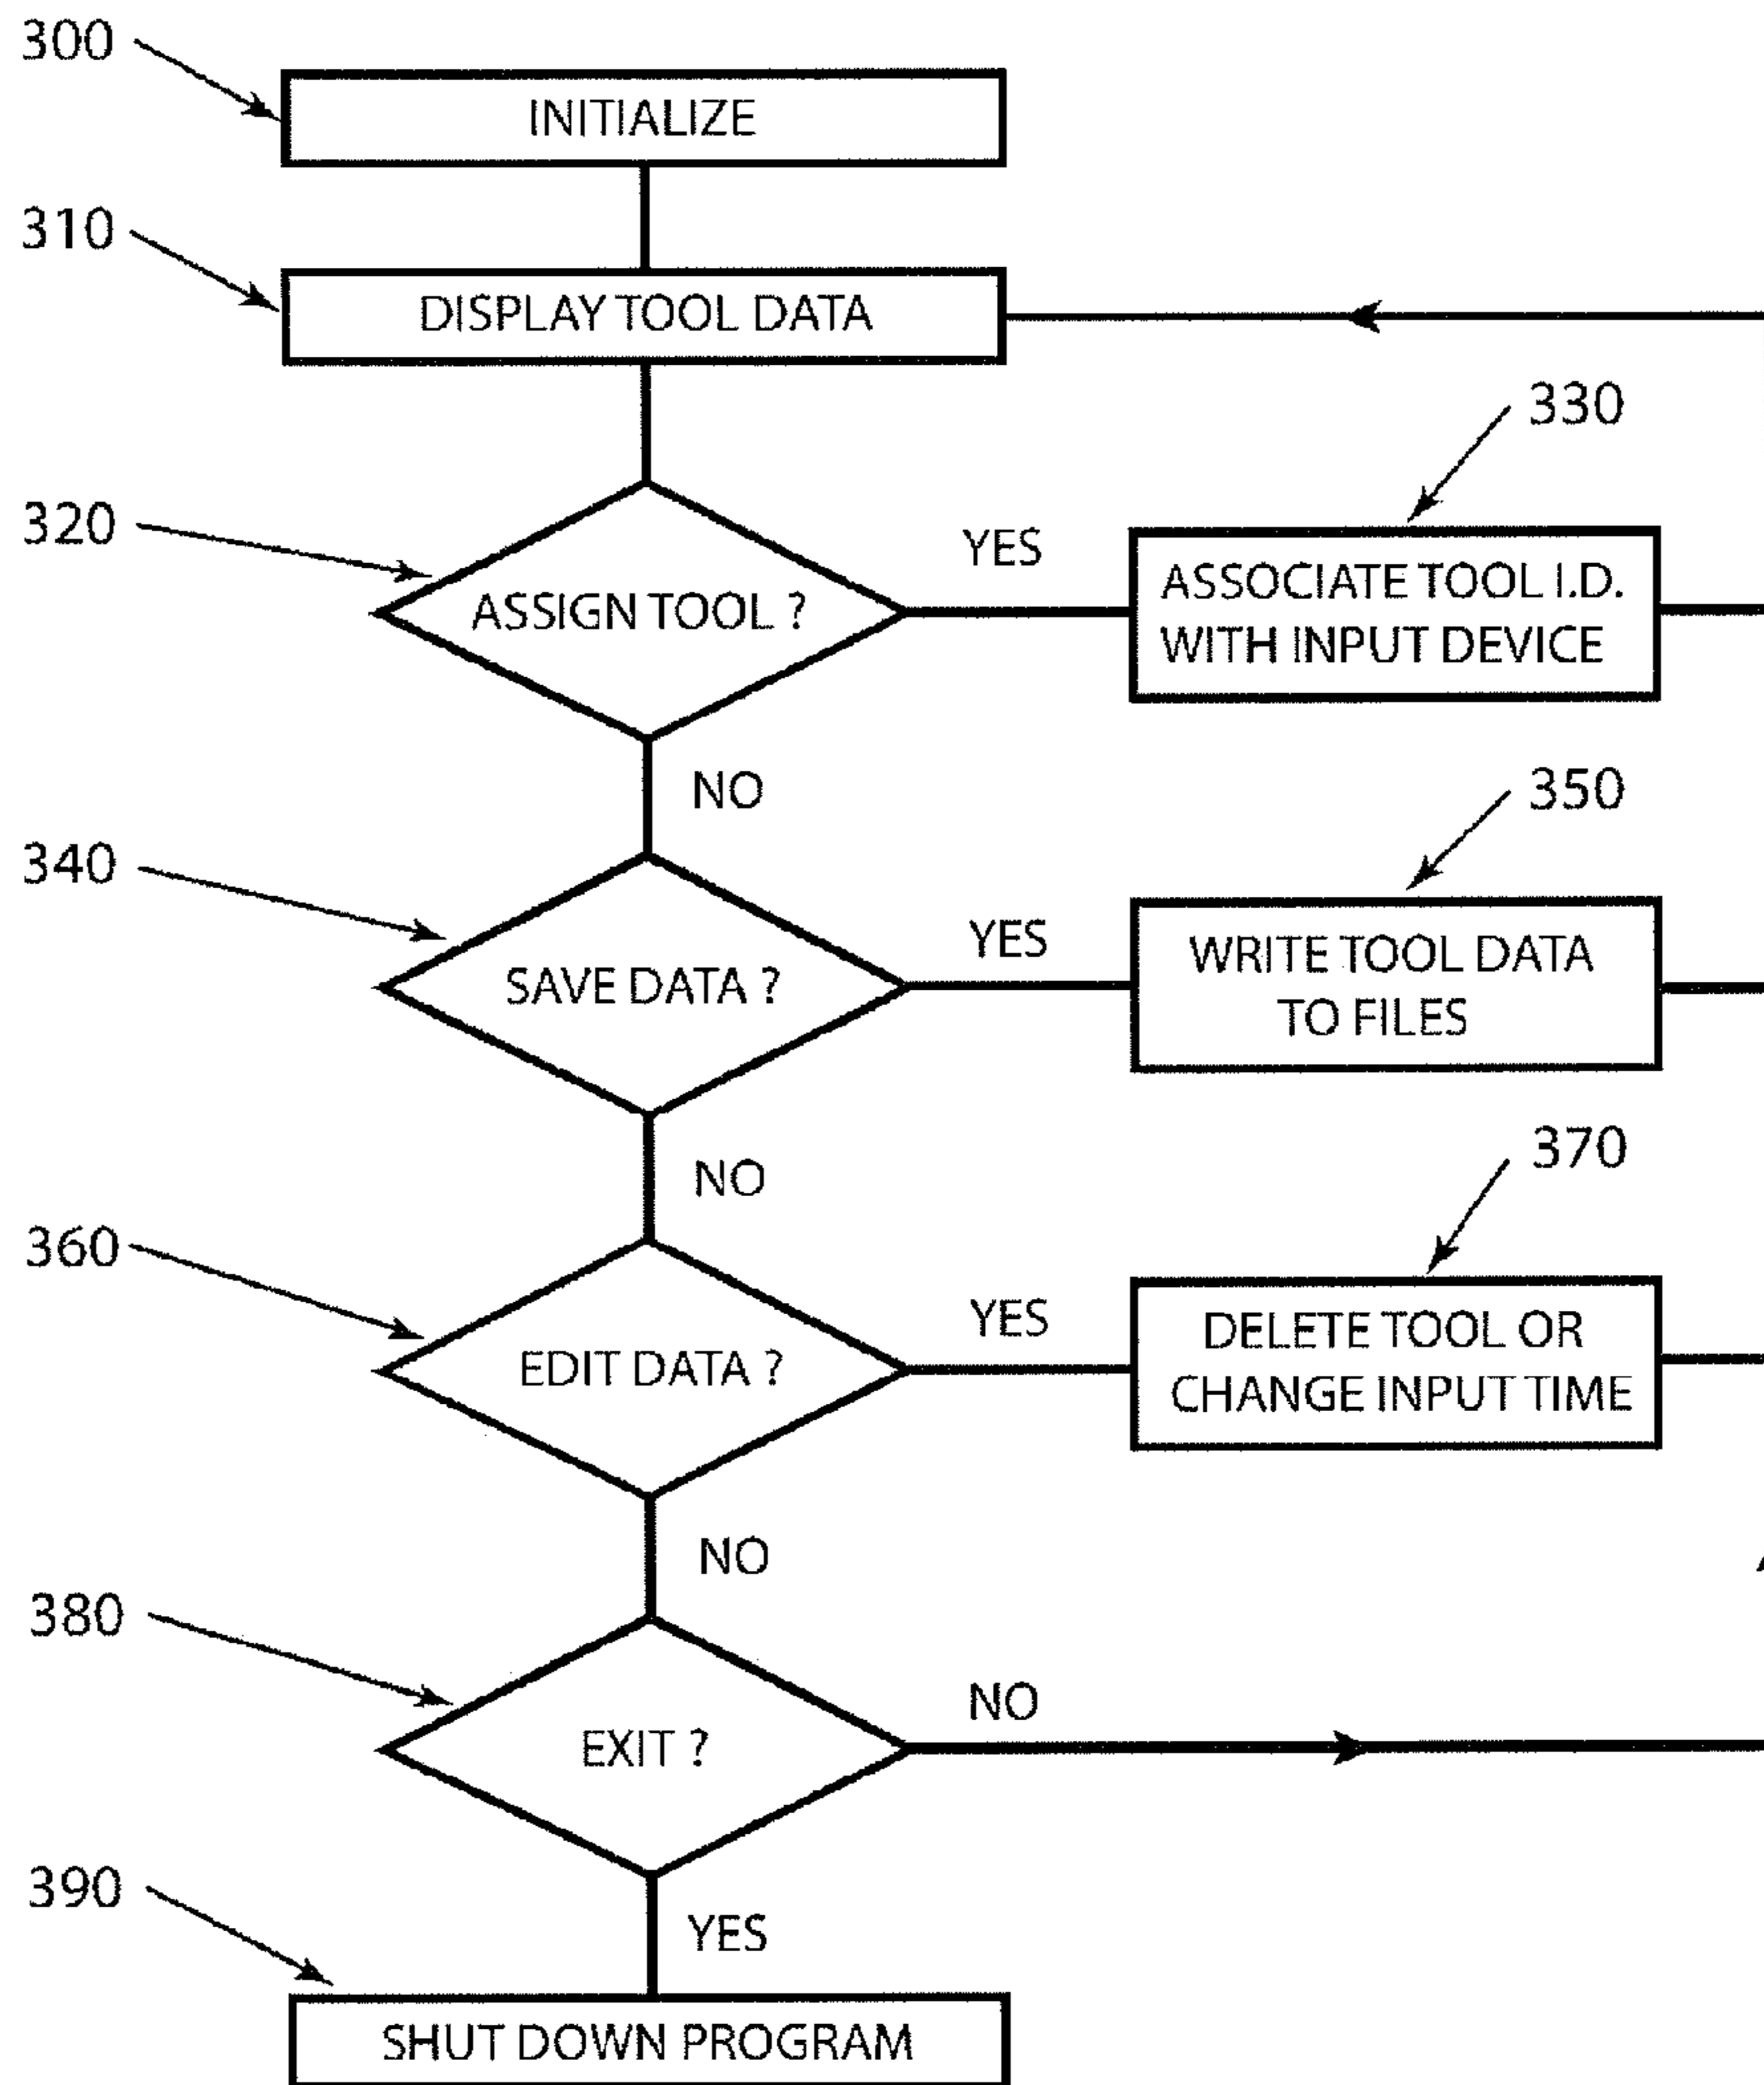 300
INITIALIZE
310
DISPLAY TOOL DATA
330
320
YES
ASSIGN TOOL ?
ASSOCIATE TOOL I.D.
WITH INPUT DEVICE
NO
350
340
YES
SAVE DATA ?
WRITE TOOL DATA
TO FILES
NO
370
360
YES
EDIT DATA ?
DELETE TOOL OR
CHANGE INPUT TIME
NO
380
NO
EXIT ?
390
YES
SHUT DOWN PROGRAM